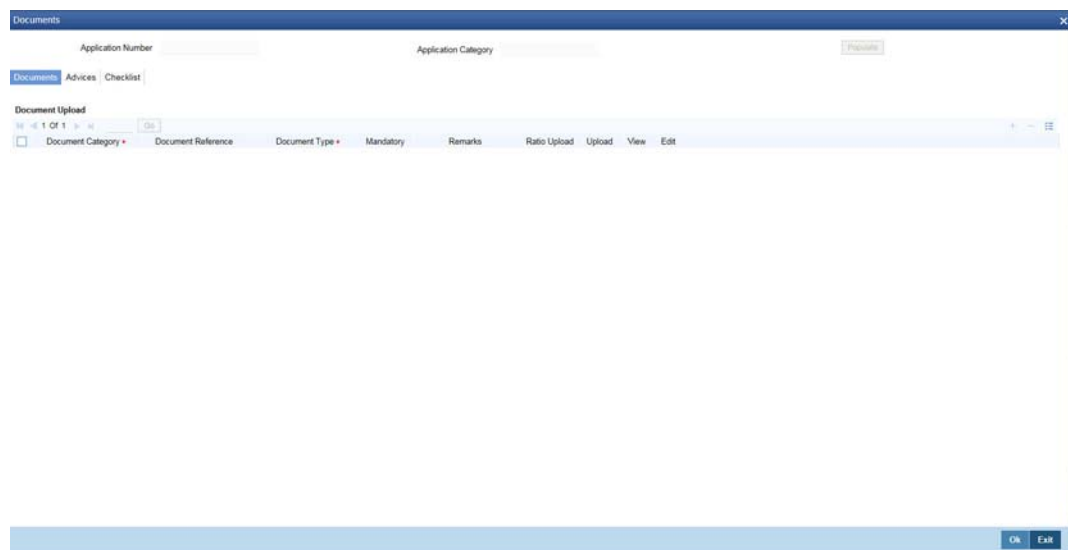 Documents
Application Number Application Category Populate
Documents Advices Checklist
Document Upload
1 Of 1 Go
Document Category * Document Reference Document Type * Mandatory Remarks Ratio Upload Upload View Edit
Ok Exit